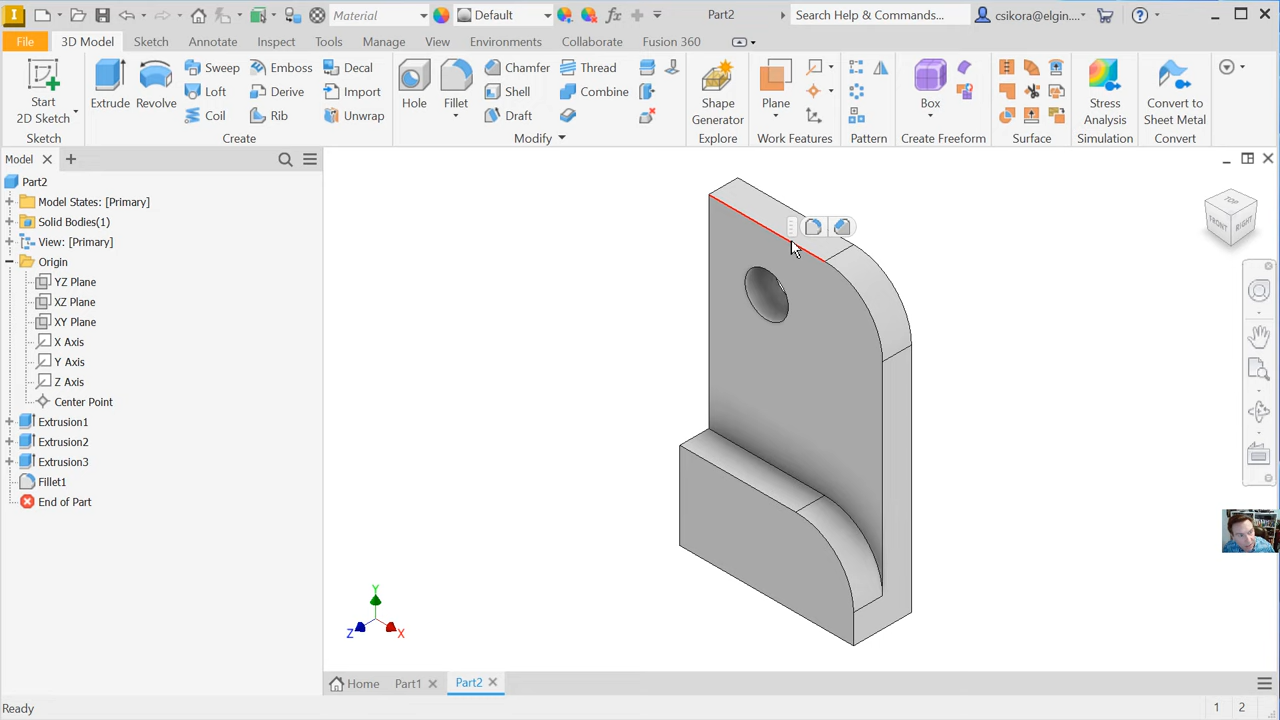 I Material Default fx Part2 Search Help & Commands... csikora@elgin....
File 3D Model Sketch Annotate Inspect Tools Manage View Environments Collaborate Fusion 360
Start
2D Sketch
Extrude Revolve
Sweep Emboss Decal
Loft Derive Import
Coil Rib Unwrap
Hole Fillet
Chamfer Thread
Shell Combine
Draft
Shape
Generator
Plane
Box
Stress
Analysis
Convert to
Sheet Metal
Sketch Create Modify Explore Work Features Pattern Create Freeform Surface Simulation Convert
Model
Part2
Model States: [Primary]
Solid Bodies(1)
View: [Primary]
Origin
YZ Plane
XZ Plane
XY Plane
X Axis
Y Axis
Z Axis
Center Point
Extrusion1
Extrusion2
Extrusion3
Fillet1
End of Part
TOP
FRONT RIGHT
Y
Z X
Home Part1 Part2
Ready 1 2